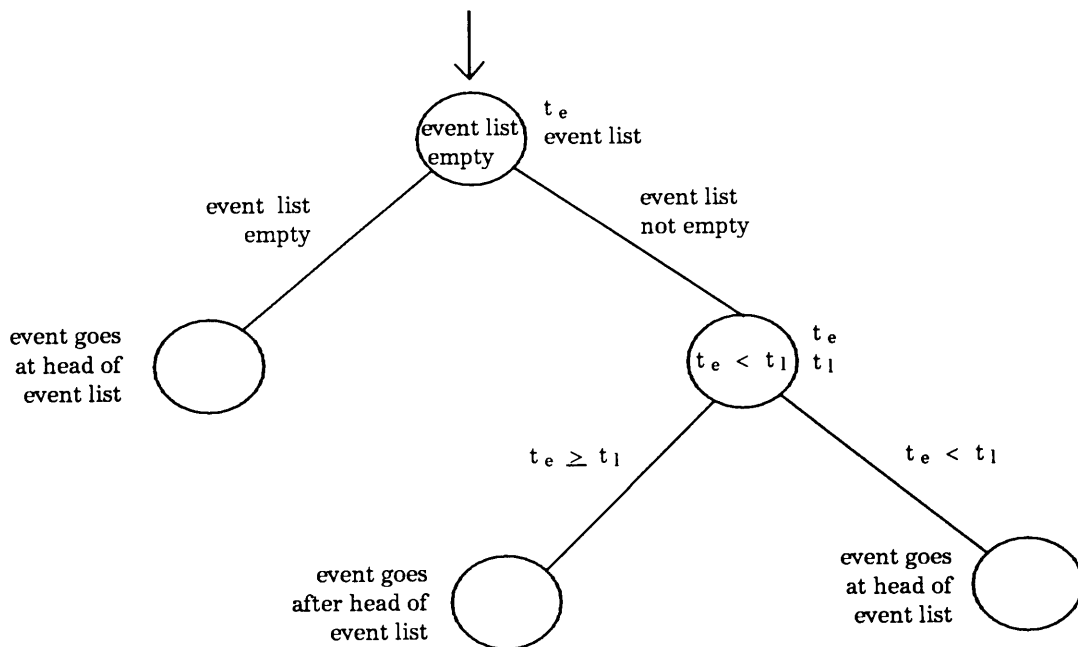 event list
empty
t e
event list
event list
empty
event list
not empty
event goes
at head of
event list
t e < t l
t e
t l
t e ≥ t l
t e < t l
event goes
after head of
event list
event goes
at head of
event list